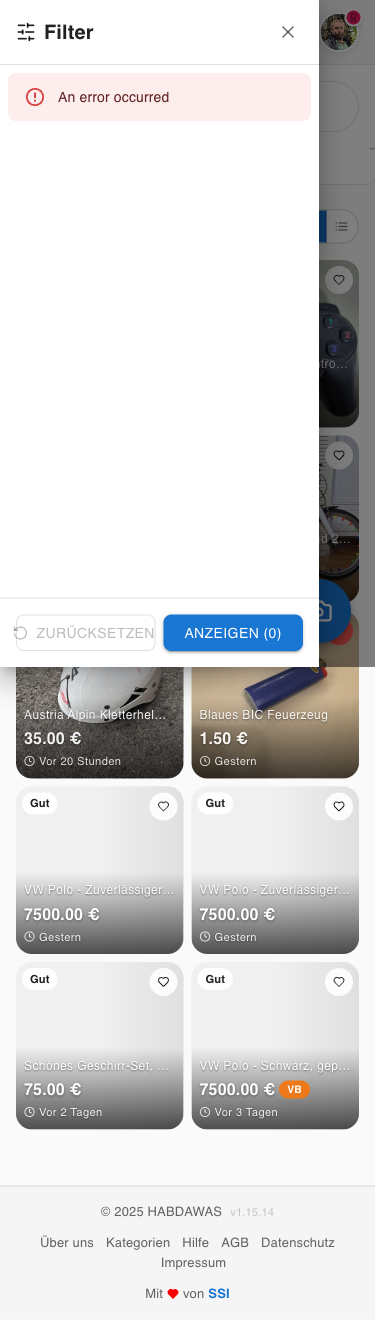 Filter
An error occurred
ZURÜCKSETZEN
ANZEIGEN (0)
Austria Alpin Kletterhel...
35.00 €
Vor 20 Stunden
Blaues BIC Feuerzeug
1.50 €
Gestern
Gut
VW Polo - Zuverlässiger...
7500.00 €
Gestern
Gut
VW Polo - Zuverlässiger...
7500.00 €
Gestern
Gut
Schönes Geschirr-Set, ...
75.00 €
Vor 2 Tagen
Gut
VW Polo - Schwarz, gep...
7500.00 € VB
Vor 3 Tagen
© 2025 HABDAWAS v1.15.14
Über uns Kategorien Hilfe AGB Datenschutz
Impressum
Mit ❤ von SSI